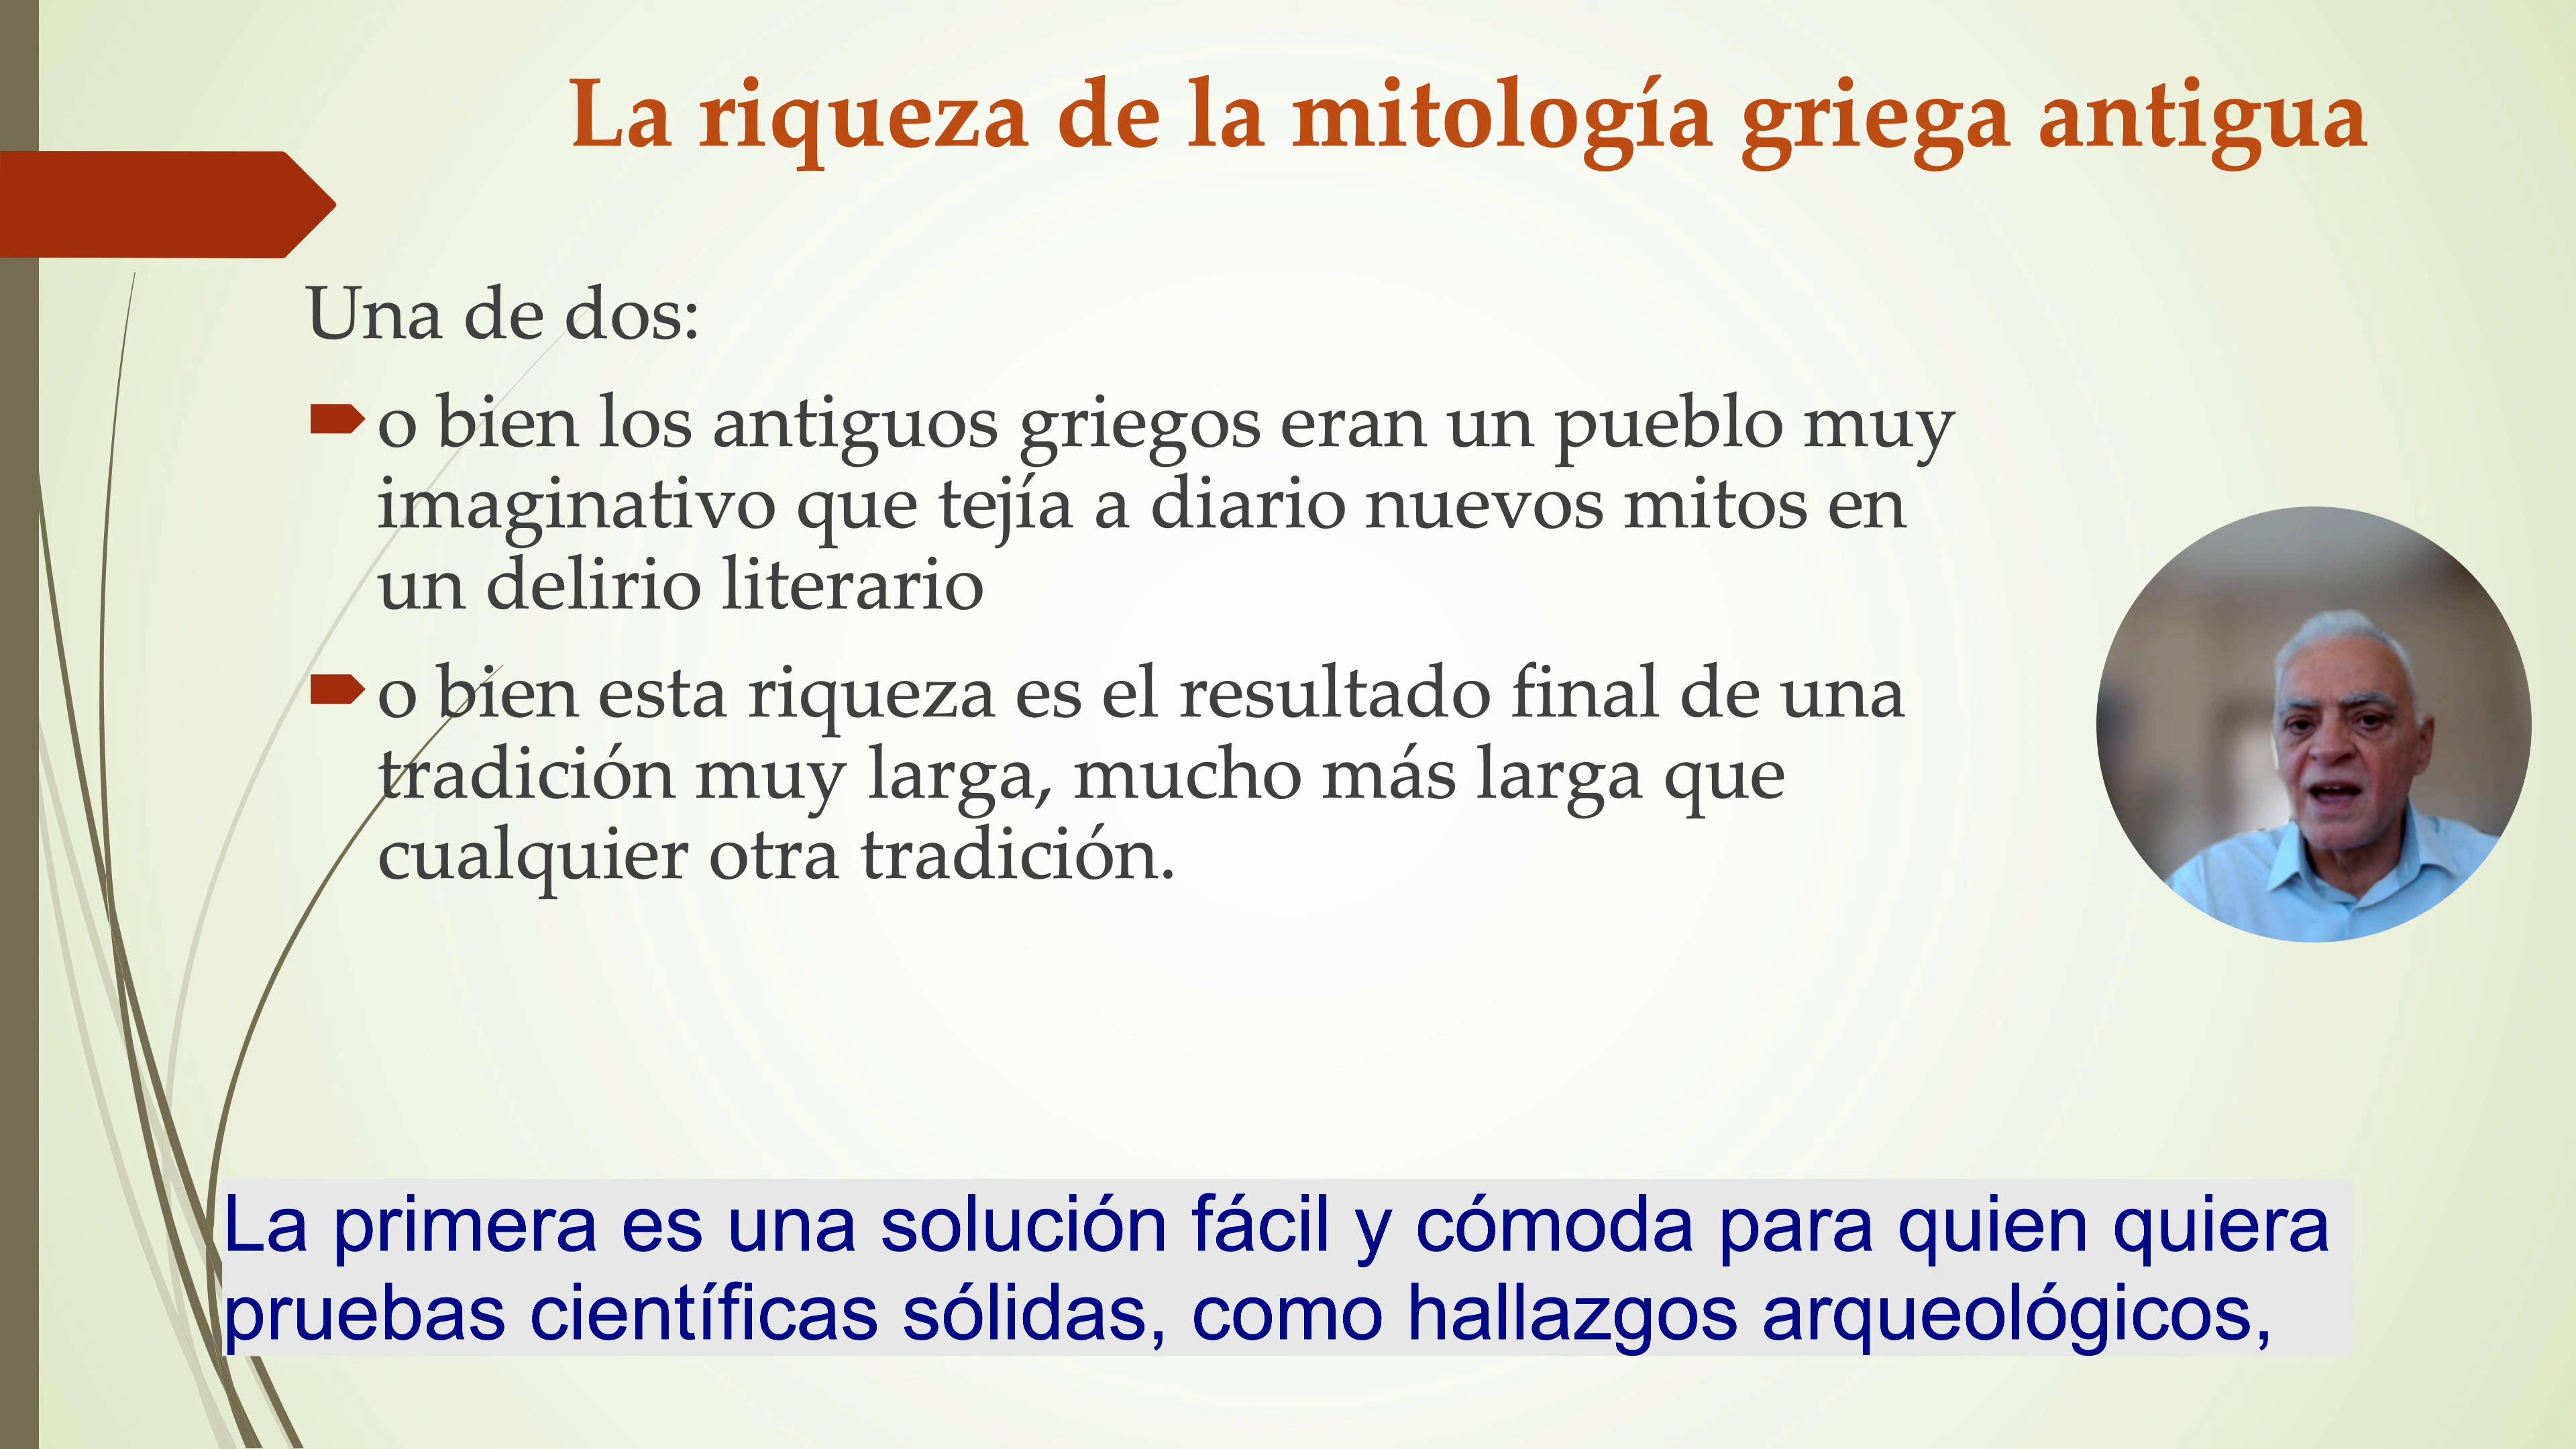 La riqueza de la mitología griega antigua
Una de dos:
o bien los antiguos griegos eran un pueblo muy
imaginativo que tejía a diario nuevos mitos en
un delirio literario
o bien esta riqueza es el resultado final de una
tradición muy larga, mucho más larga que
cualquier otra tradición.
La primera es una solución fácil y cómoda para quien quiera
pruebas científicas sólidas, como hallazgos arqueológicos,